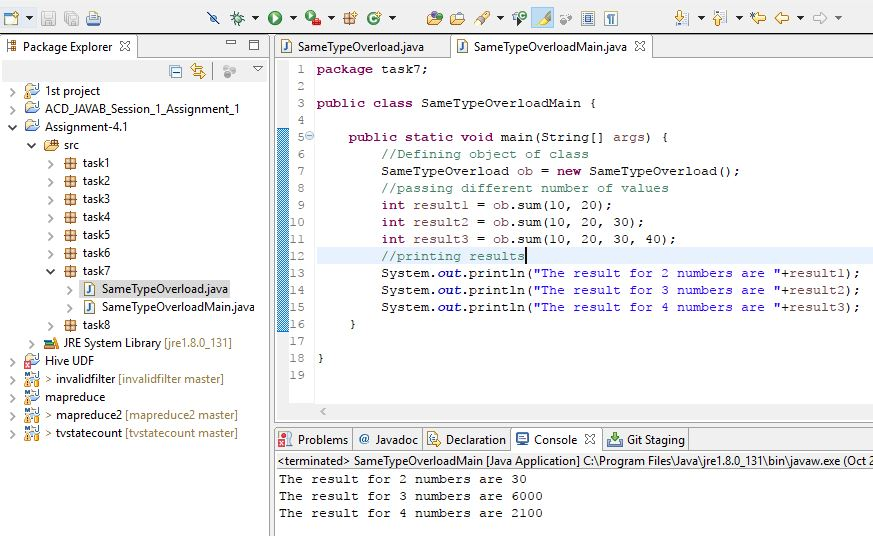 Package Explorer
1st project
ACD_JAVAB_Session_1_Assignment_1
Assignment-4.1
src
task1
task2
task3
task4
task5
task6
task7
SameTypeOverload.java
SameTypeOverloadMain.java
task8
JRE System Library [jre1.8.0_131]
Hive UDF
> invalidfilter [invalidfilter master]
mapreduce
> mapreduce2 [mapreduce2 master]
> tvstatecount [tvstatecount master]
SameTypeOverload.java
SameTypeOverloadMain.java
1 package task7;
2
3 public class SameTypeOverloadMain {
4
5 public static void main(String[] args) {
6 //Defining object of class
7 SameTypeOverload ob = new SameTypeOverload();
8 //passing different number of values
9 int result1 = ob.sum(10, 20);
10 int result2 = ob.sum(10, 20, 30);
11 int result3 = ob.sum(10, 20, 30, 40);
12 //printing results
13 System.out.println("The result for 2 numbers are "+result1);
14 System.out.println("The result for 3 numbers are "+result2);
15 System.out.println("The result for 4 numbers are "+result3);
16 }
17
18 }
19
Problems @ Javadoc Declaration Console Git Staging
<terminated> SameTypeOverloadMain [Java Application] C:\Program Files\Java\jre1.8.0_131\bin\javaw.exe (Oct 2
The result for 2 numbers are 30
The result for 3 numbers are 6000
The result for 4 numbers are 2100